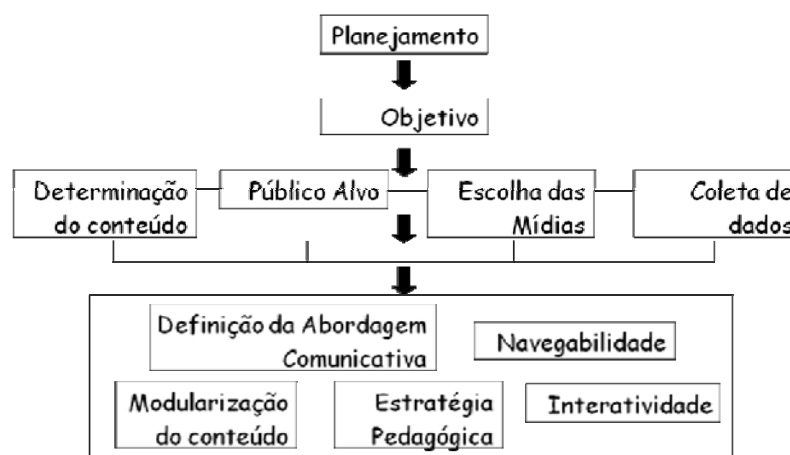 Planejamento
Objetivo
Determinação
do conteúdo
Público Alvo
Escolha das
Mídias
Coleta de
dados
Definição da Abordagem
Comunicativa
Navegabilidade
Modularização
do conteúdo
Estratégia
Pedagógica
Interatividade